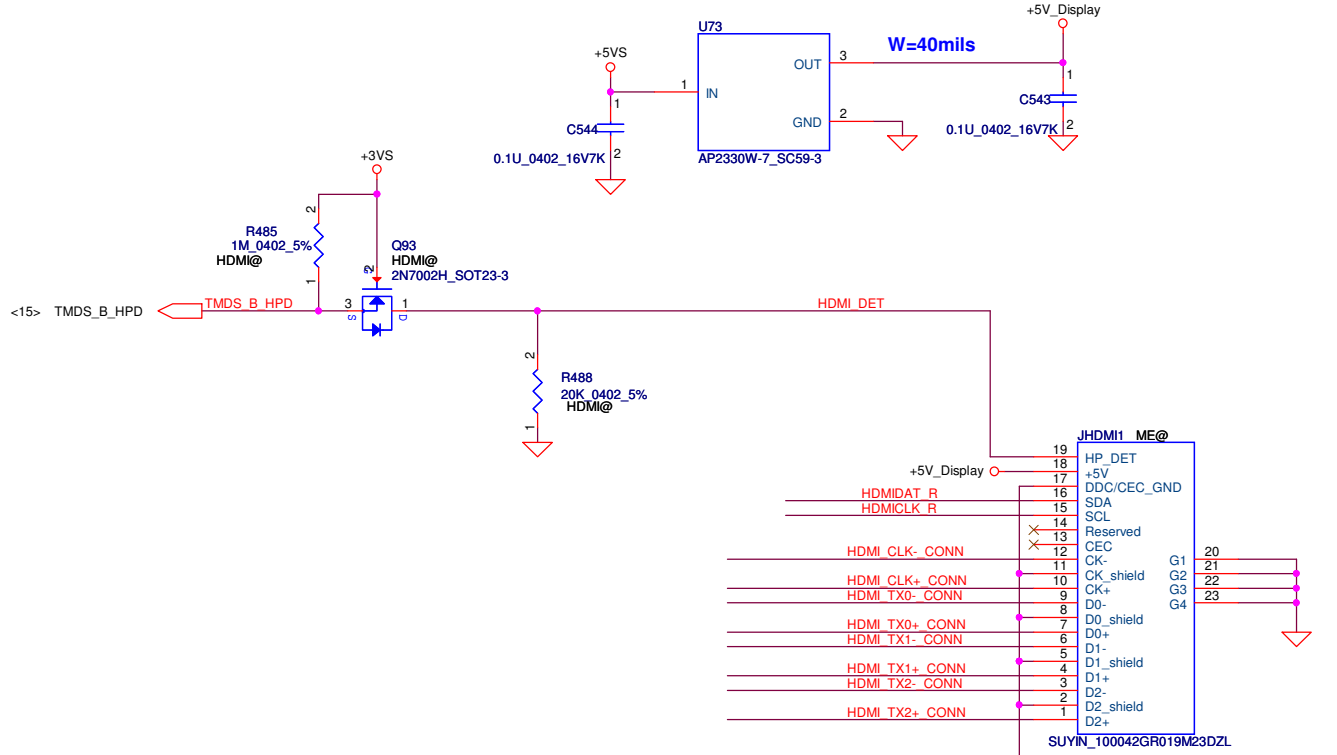 +5V_Display
U73
+5VS
OUT
3
W=40mils
1
1
IN
1
C543
C544
GND
2
0.1U_0402_16V7K
2
0.1U_0402_16V7K
2
AP2330W-7_SC59-3
+3VS
2
R485
1M_0402_5%
HDMI@
Q93
HDMI@
2N7002H_SOT23-3
G
2
1
<15> TMDS_B_HPD
TMDS_B_HPD
3
S
1
D
HDMI_DET
2
R488
20K_0402_5%
HDMI@
1
JHDMI1 ME@
19 HP_DET
+5V_Display
18 +5V
17 DDC/CEC_GND
HDMIDAT_R 16 SDA
HDMICLK_R 15 SCL
14 Reserved
13 CEC
HDMI_CLK-_CONN 12 CK-
11 CK_shield
HDMI_CLK+_CONN 10 CK+
HDMI_TX0-_CONN 9 D0-
8 D0_shield
HDMI_TX0+_CONN 7 D0+
HDMI_TX1-_CONN 6 D1-
5 D1_shield
HDMI_TX1+_CONN 4 D1+
HDMI_TX2-_CONN 3 D2-
2 D2_shield
HDMI_TX2+_CONN 1 D2+
G1 20
G2 21
G3 22
G4 23
SUYIN_100042GR019M23DZL